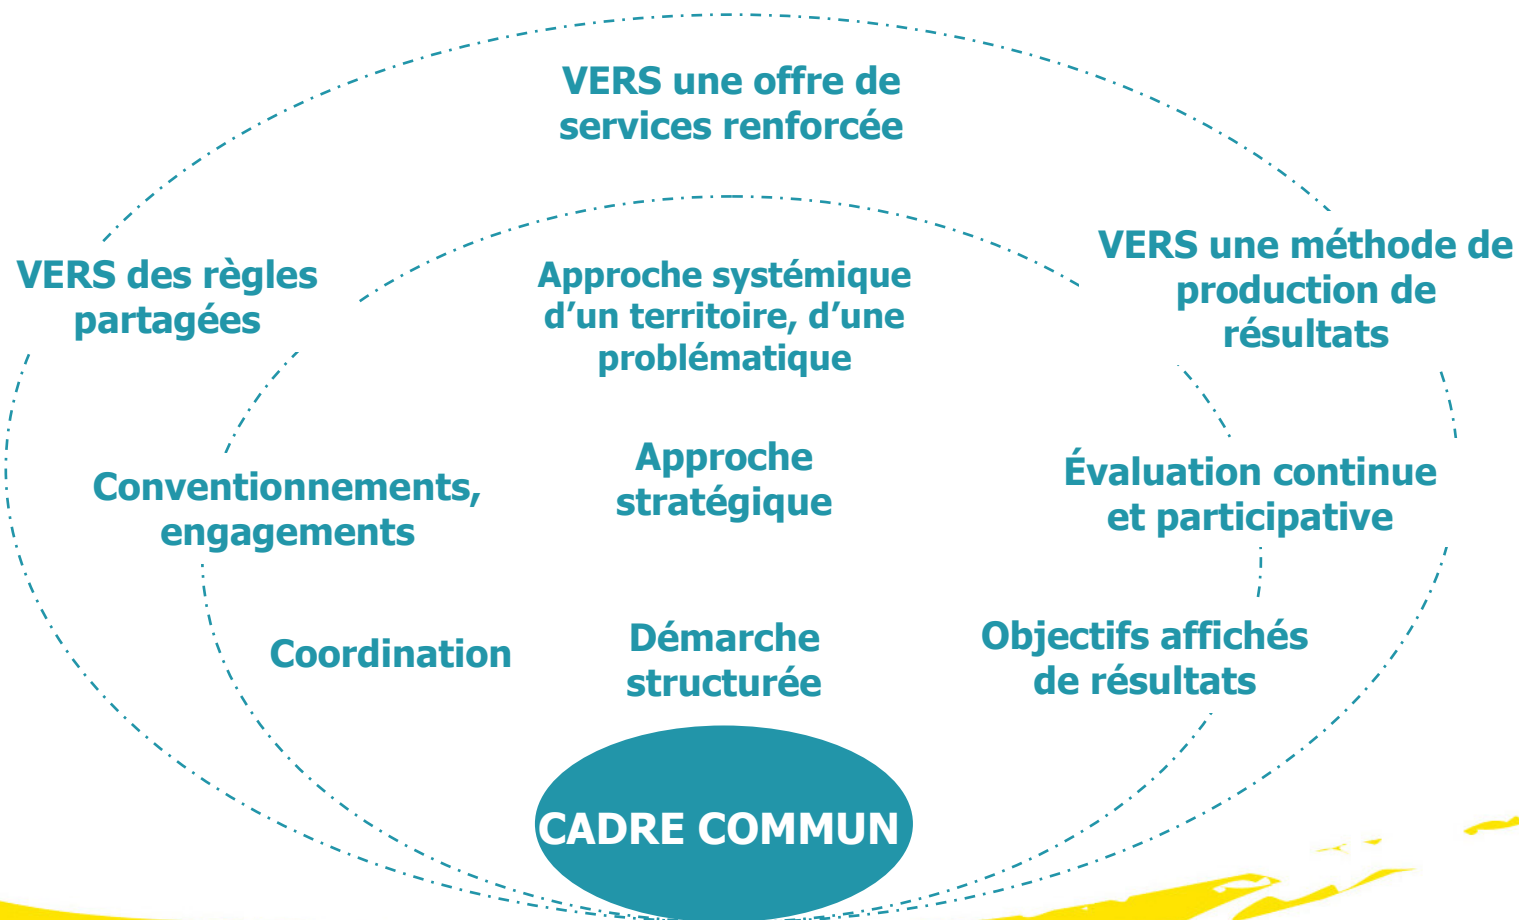 VERS une offre de
services renforcée
VERS des règles
partagées
Approche systémique
d’un territoire, d’une
problématique
VERS une méthode de
production de
résultats
Conventionnements,
engagements
Approche
stratégique
Évaluation continue
et participative
Coordination
Démarche
structurée
Objectifs affichés
de résultats
CADRE COMMUN